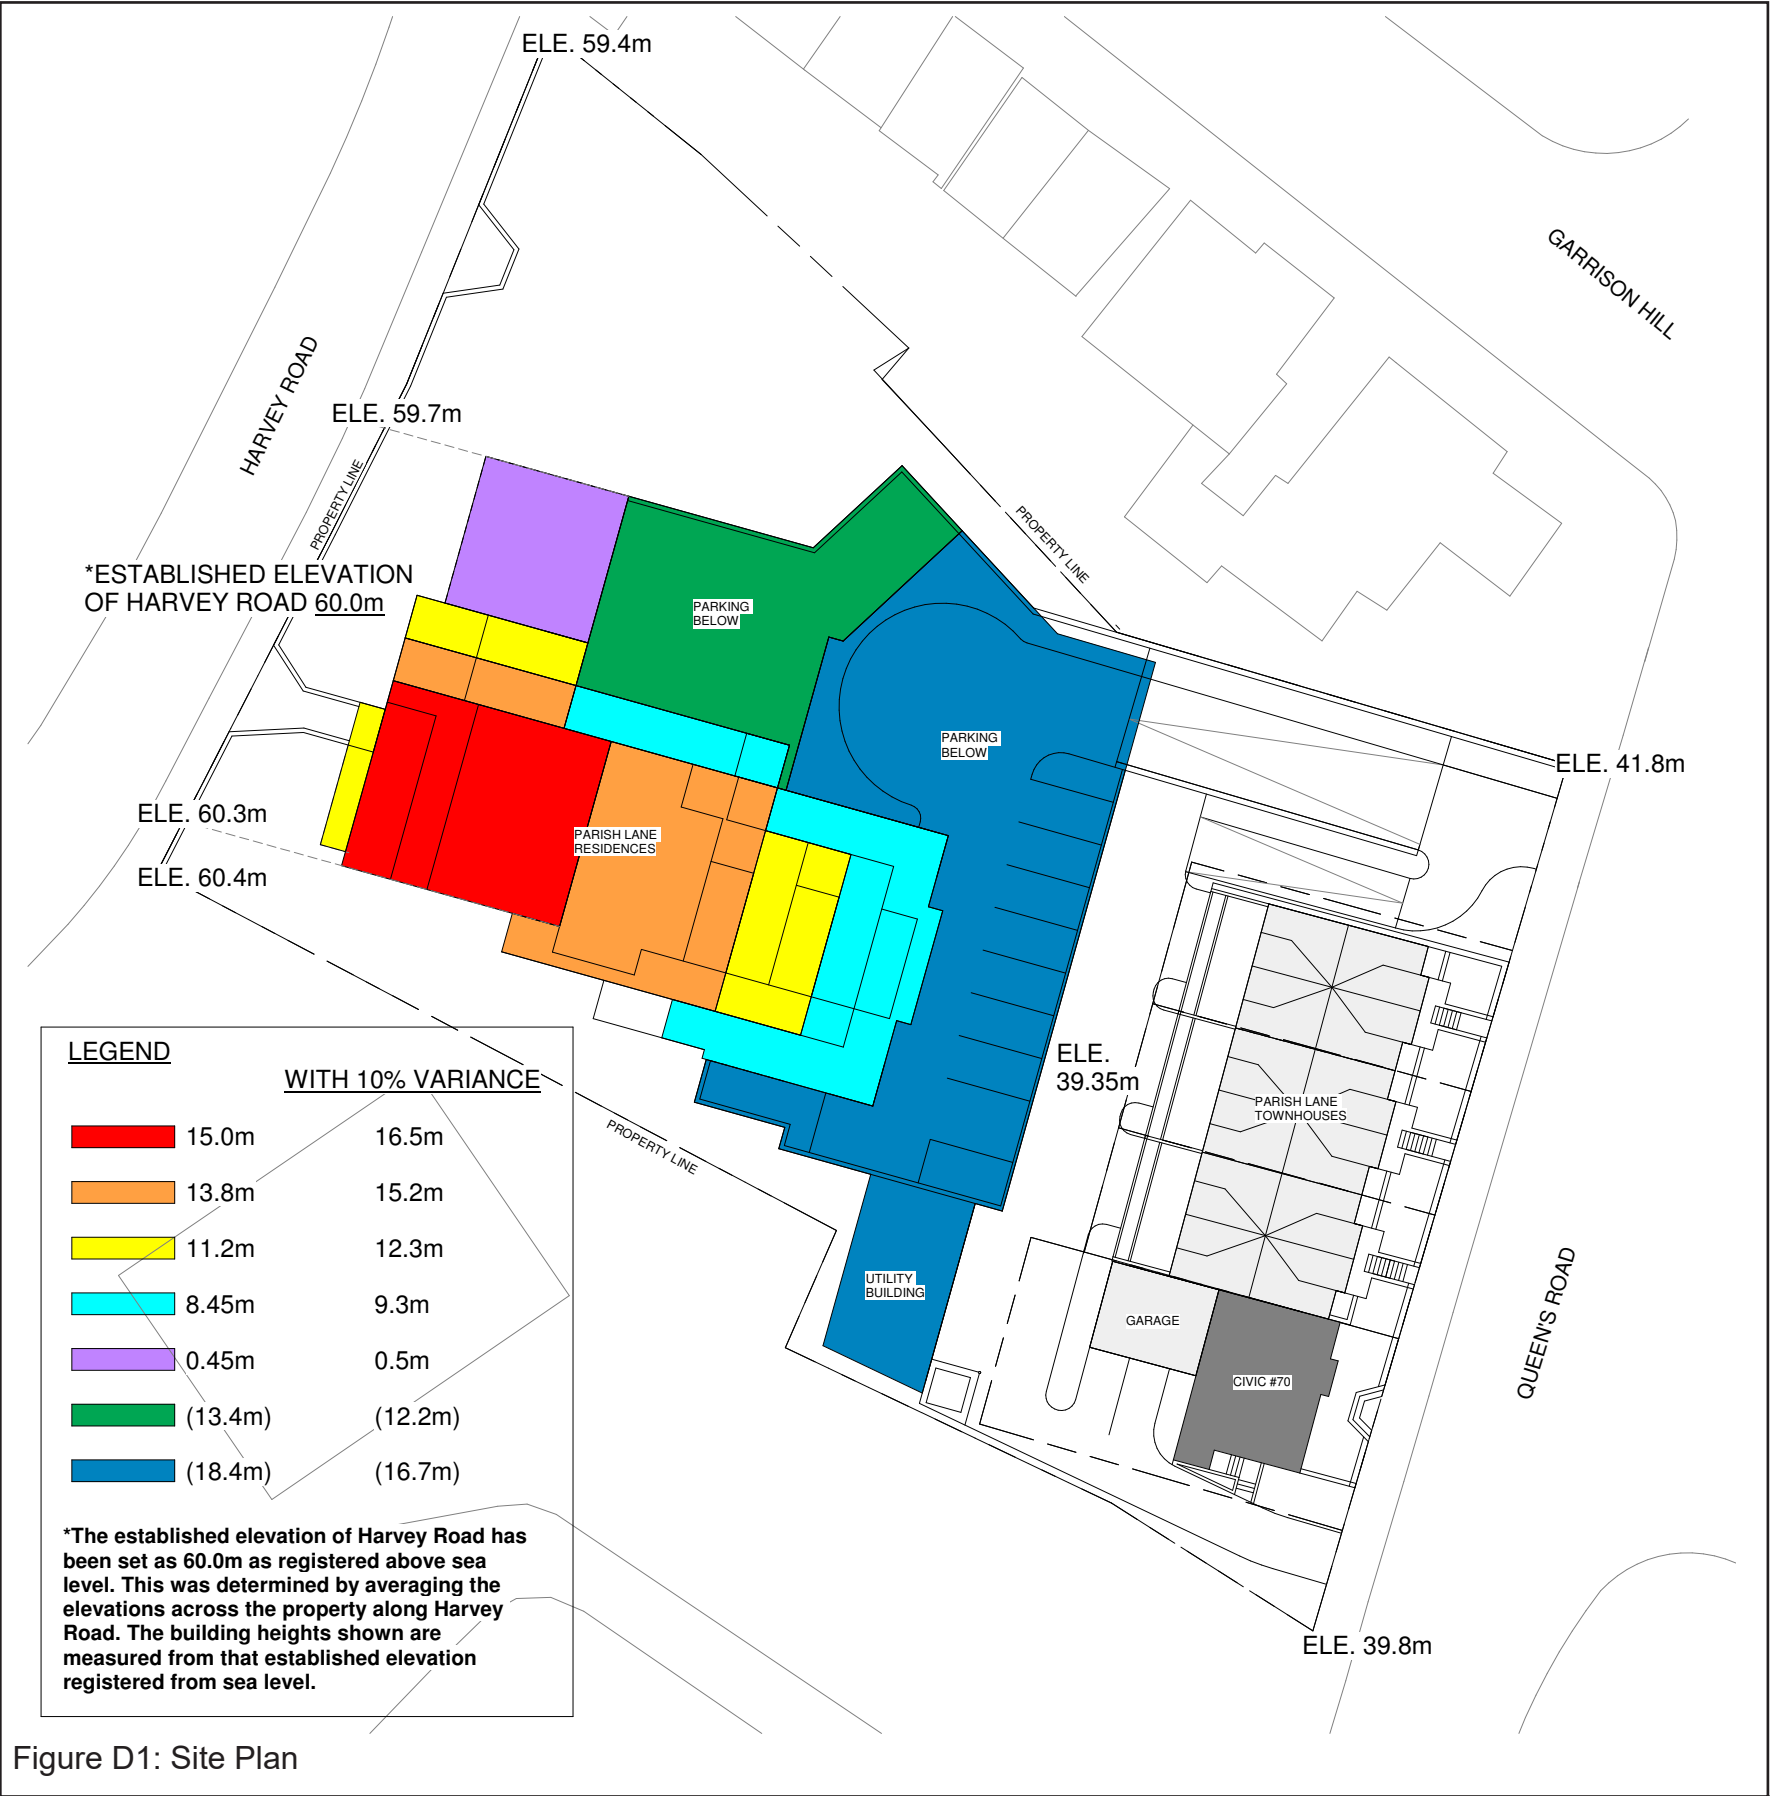 ELE. 59.4m
GARRISON HILL
HARVEY ROAD
ELE. 59.7m
PROPERTY LINE
PROPERTY LINE
*ESTABLISHED ELEVATION
OF HARVEY ROAD 60.0m
PARKING
BELOW
PARKING
BELOW
ELE. 41.8m
ELE. 60.3m
PARISH LANE
RESIDENCES
ELE. 60.4m
ELE.
39.35m
PARISH LANE
TOWNHOUSES
PROPERTY LINE
UTILITY
BUILDING
GARAGE
CIVIC #70
QUEEN'S ROAD
ELE. 39.8m
LEGEND
WITH 10% VARIANCE
15.0m 16.5m
13.8m 15.2m
11.2m 12.3m
8.45m 9.3m
0.45m 0.5m
(13.4m) (12.2m)
(18.4m) (16.7m)
*The established elevation of Harvey Road has
been set as 60.0m as registered above sea
level. This was determined by averaging the
elevations across the property along Harvey
Road. The building heights shown are
measured from that established elevation
registered from sea level.
Figure D1: Site Plan